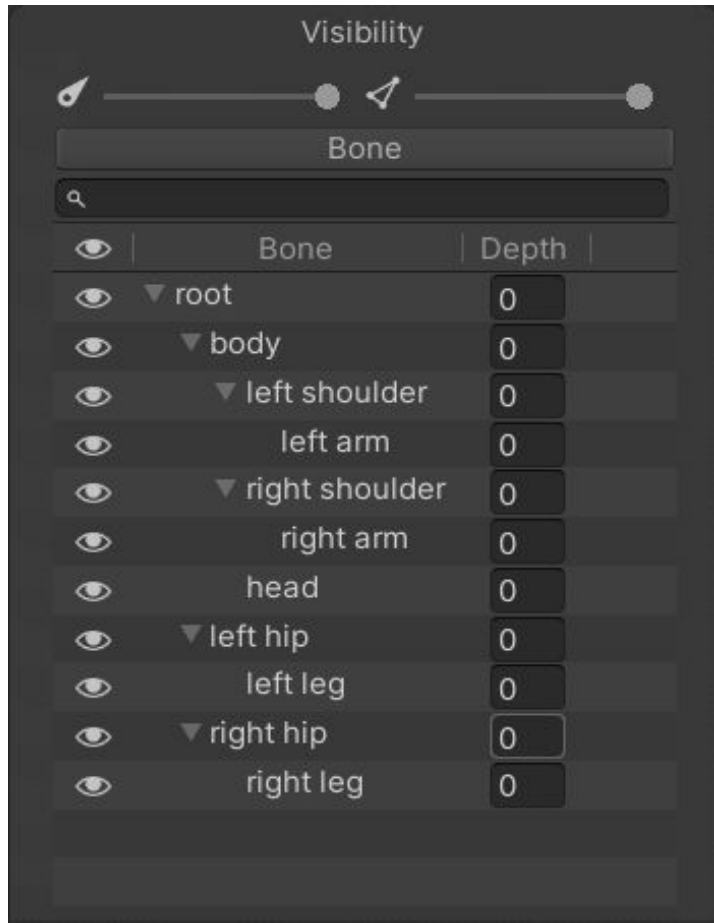 Visibility
Bone
Bone Depth
root 0
body 0
left shoulder 0
left arm 0
right shoulder 0
right arm 0
head 0
left hip 0
left leg 0
right hip 0
right leg 0